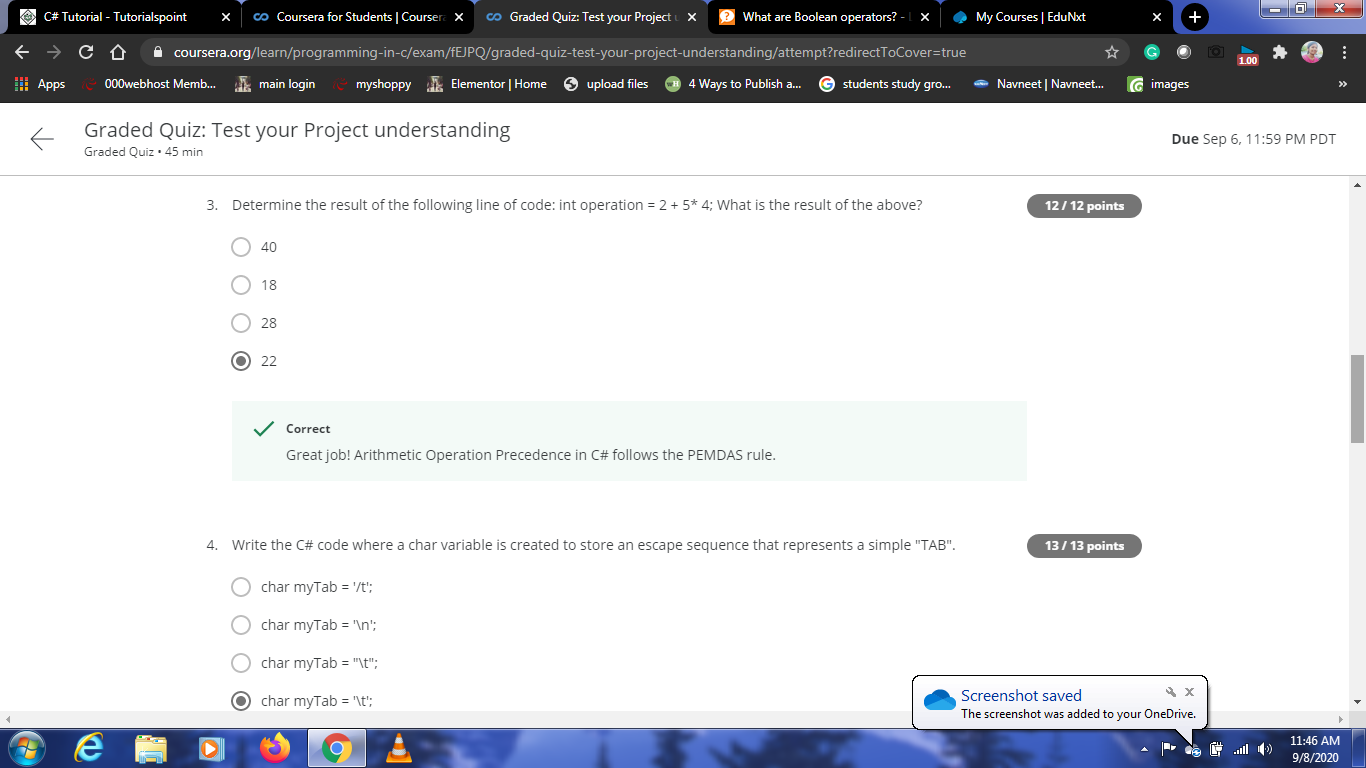 C# Tutorial - Tutorialspoint
Coursera for Students | Coursera
Graded Quiz: Test your Project u
What are Boolean operators? -
My Courses | EduNxt
coursera.org/learn/programming-in-c/exam/fEJPQ/graded-quiz-test-your-project-understanding/attempt?redirectToCover=true
1.00
Apps
000webhost Memb...
main login
myshoppy
Elementor | Home
upload files
4 Ways to Publish a...
students study gro...
Navneet | Navneet...
images
»
Graded Quiz: Test your Project understanding
Graded Quiz • 45 min
Due Sep 6, 11:59 PM PDT
3. Determine the result of the following line of code: int operation = 2 + 5* 4; What is the result of the above?
12 / 12 points
40
18
28
22
Correct
Great job! Arithmetic Operation Precedence in C# follows the PEMDAS rule.
4. Write the C# code where a char variable is created to store an escape sequence that represents a simple "TAB".
13 / 13 points
char myTab = '/t';
char myTab = '\n';
char myTab = "\t";
char myTab = '\t';
Screenshot saved
The screenshot was added to your OneDrive.
11:46 AM
9/8/2020